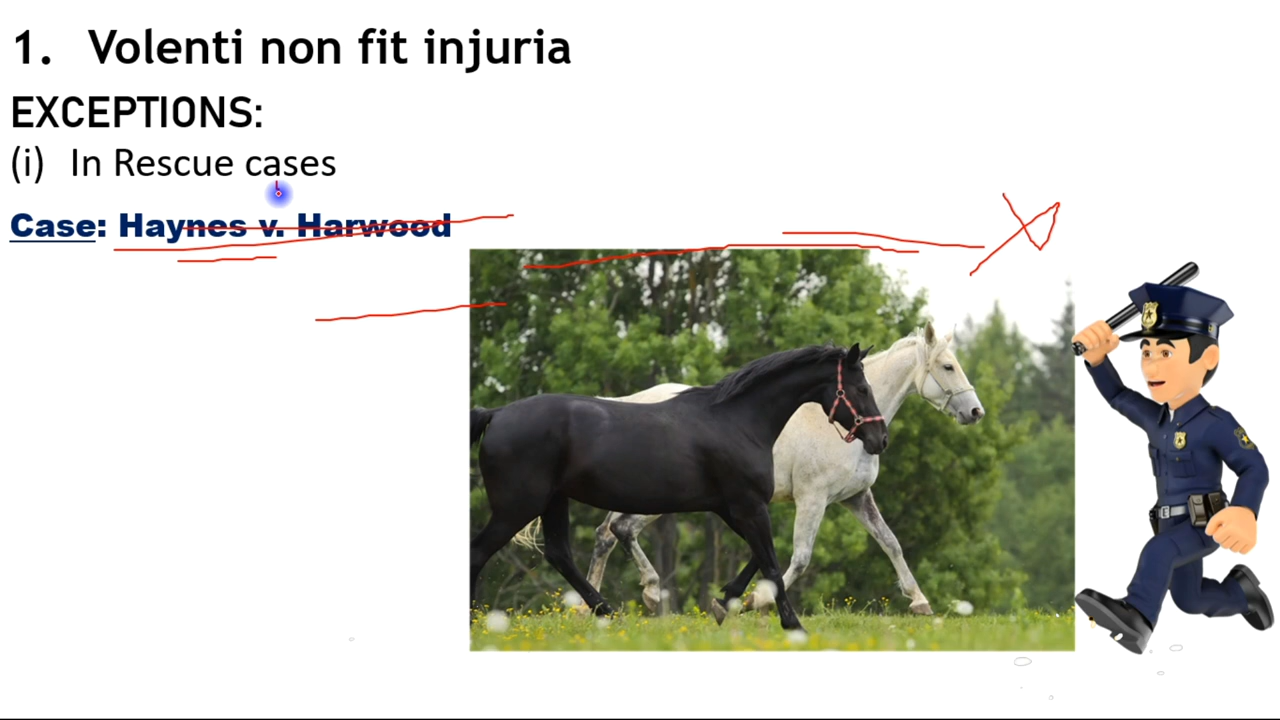 1. Volenti non fit injuria
EXCEPTIONS:
(i) In Rescue cases
Case: Haynes v. Harwood